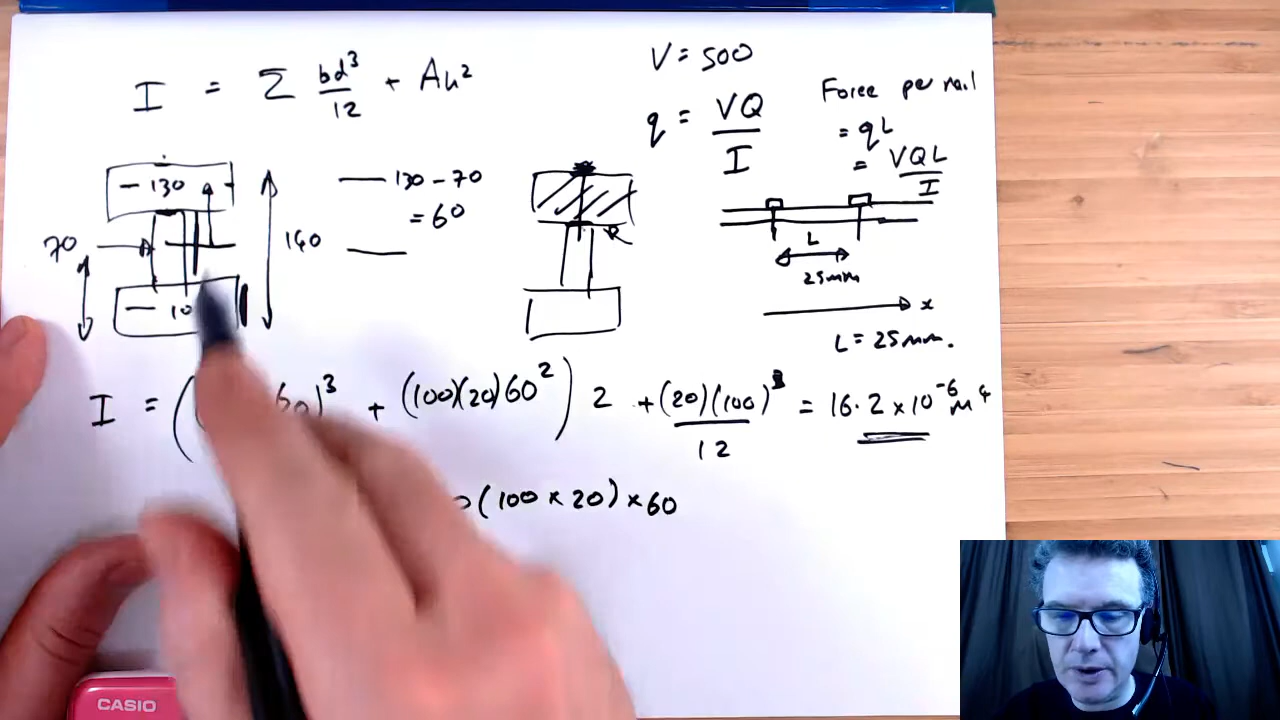 I = Σ bd³/12 + Ah²
V = 500
q = VQ/I
Force per nail
= qL
= VQL/I
130
130 - 70
= 60
70
140
10
L
25mm
x
L = 25mm.
I = ( 60)³ + (100)(20)60² ) 2 + (20)(100)³/12 = 16.2 x 10⁻⁶ m⁴
(100 x 20) x 60
CASIO